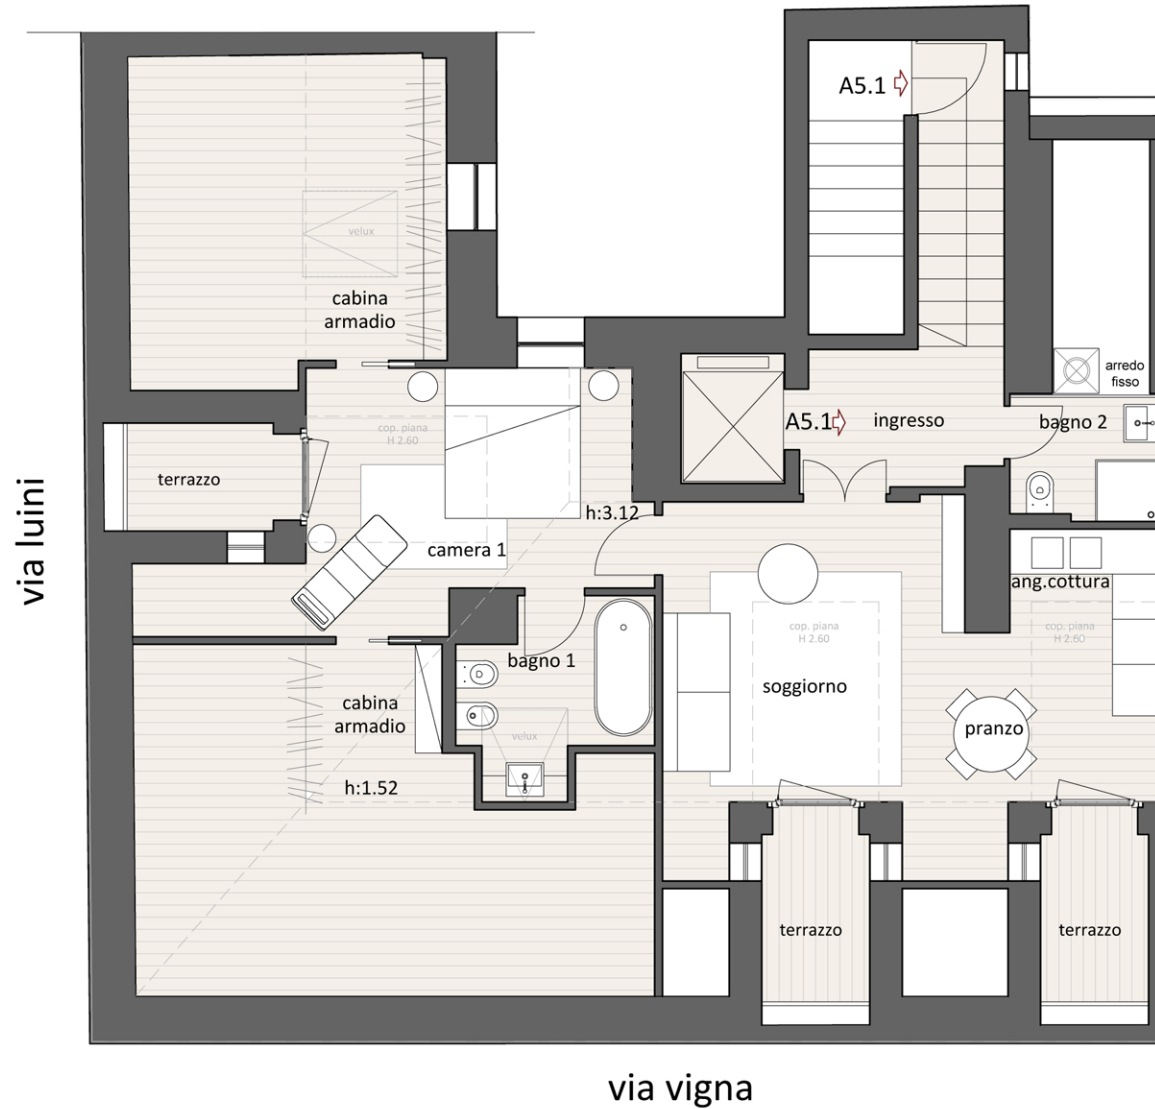 A5.1
velux
cabina
armadio
arredo
fisso
cop. piana
H 2.60
A5.1
ingresso
bagno 2
terrazzo
h:3.12
camera 1
via luini
ang.cottura
cop. piana
H 2.60
cop. piana
H 2.60
bagno 1
soggiorno
cabina
armadio
velux
pranzo
h:1.52
terrazzo
terrazzo
via vigna